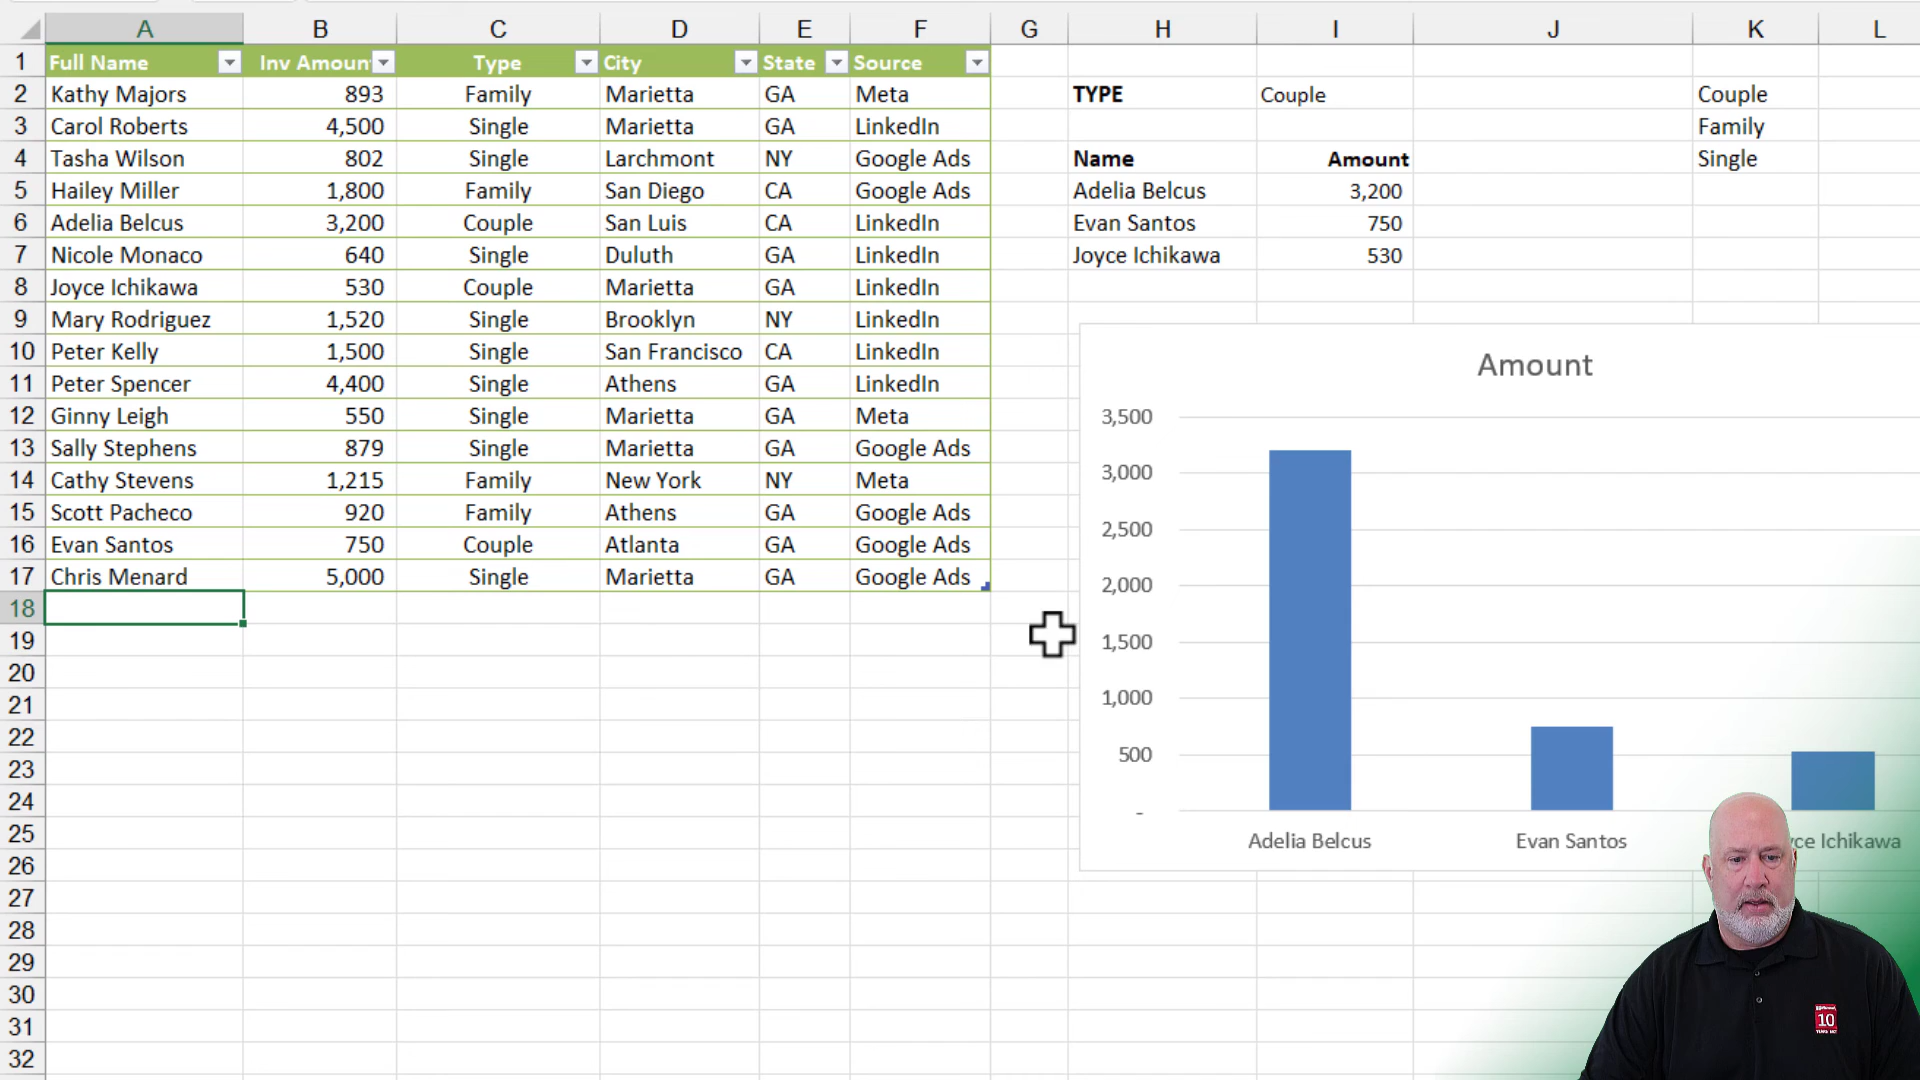 A B C D E F G H I J K L
1 Full Name Inv Amoun Type City State Source
2 Kathy Majors 893 Family Marietta GA Meta TYPE Couple Couple
3 Carol Roberts 4,500 Single Marietta GA LinkedIn Family
4 Tasha Wilson 802 Single Larchmont NY Google Ads Name Amount Single
5 Hailey Miller 1,800 Family San Diego CA Google Ads Adelia Belcus 3,200
6 Adelia Belcus 3,200 Couple San Luis CA LinkedIn Evan Santos 750
7 Nicole Monaco 640 Single Duluth GA LinkedIn Joyce Ichikawa 530
8 Joyce Ichikawa 530 Couple Marietta GA LinkedIn
9 Mary Rodriguez 1,520 Single Brooklyn NY LinkedIn
10 Peter Kelly 1,500 Single San Francisco CA LinkedIn
11 Peter Spencer 4,400 Single Athens GA LinkedIn
12 Ginny Leigh 550 Single Marietta GA Meta
13 Sally Stephens 879 Single Marietta GA Google Ads
14 Cathy Stevens 1,215 Family New York NY Meta
15 Scott Pacheco 920 Family Athens GA Google Ads
16 Evan Santos 750 Couple Atlanta GA Google Ads
17 Chris Menard 5,000 Single Marietta GA Google Ads
18
19
20
21
22
23
24
25
26
27
28
29
30
31
32
Amount
3,500
3,000
2,500
2,000
1,500
1,000
500
-
Adelia Belcus Evan Santos yce Ichikawa
10